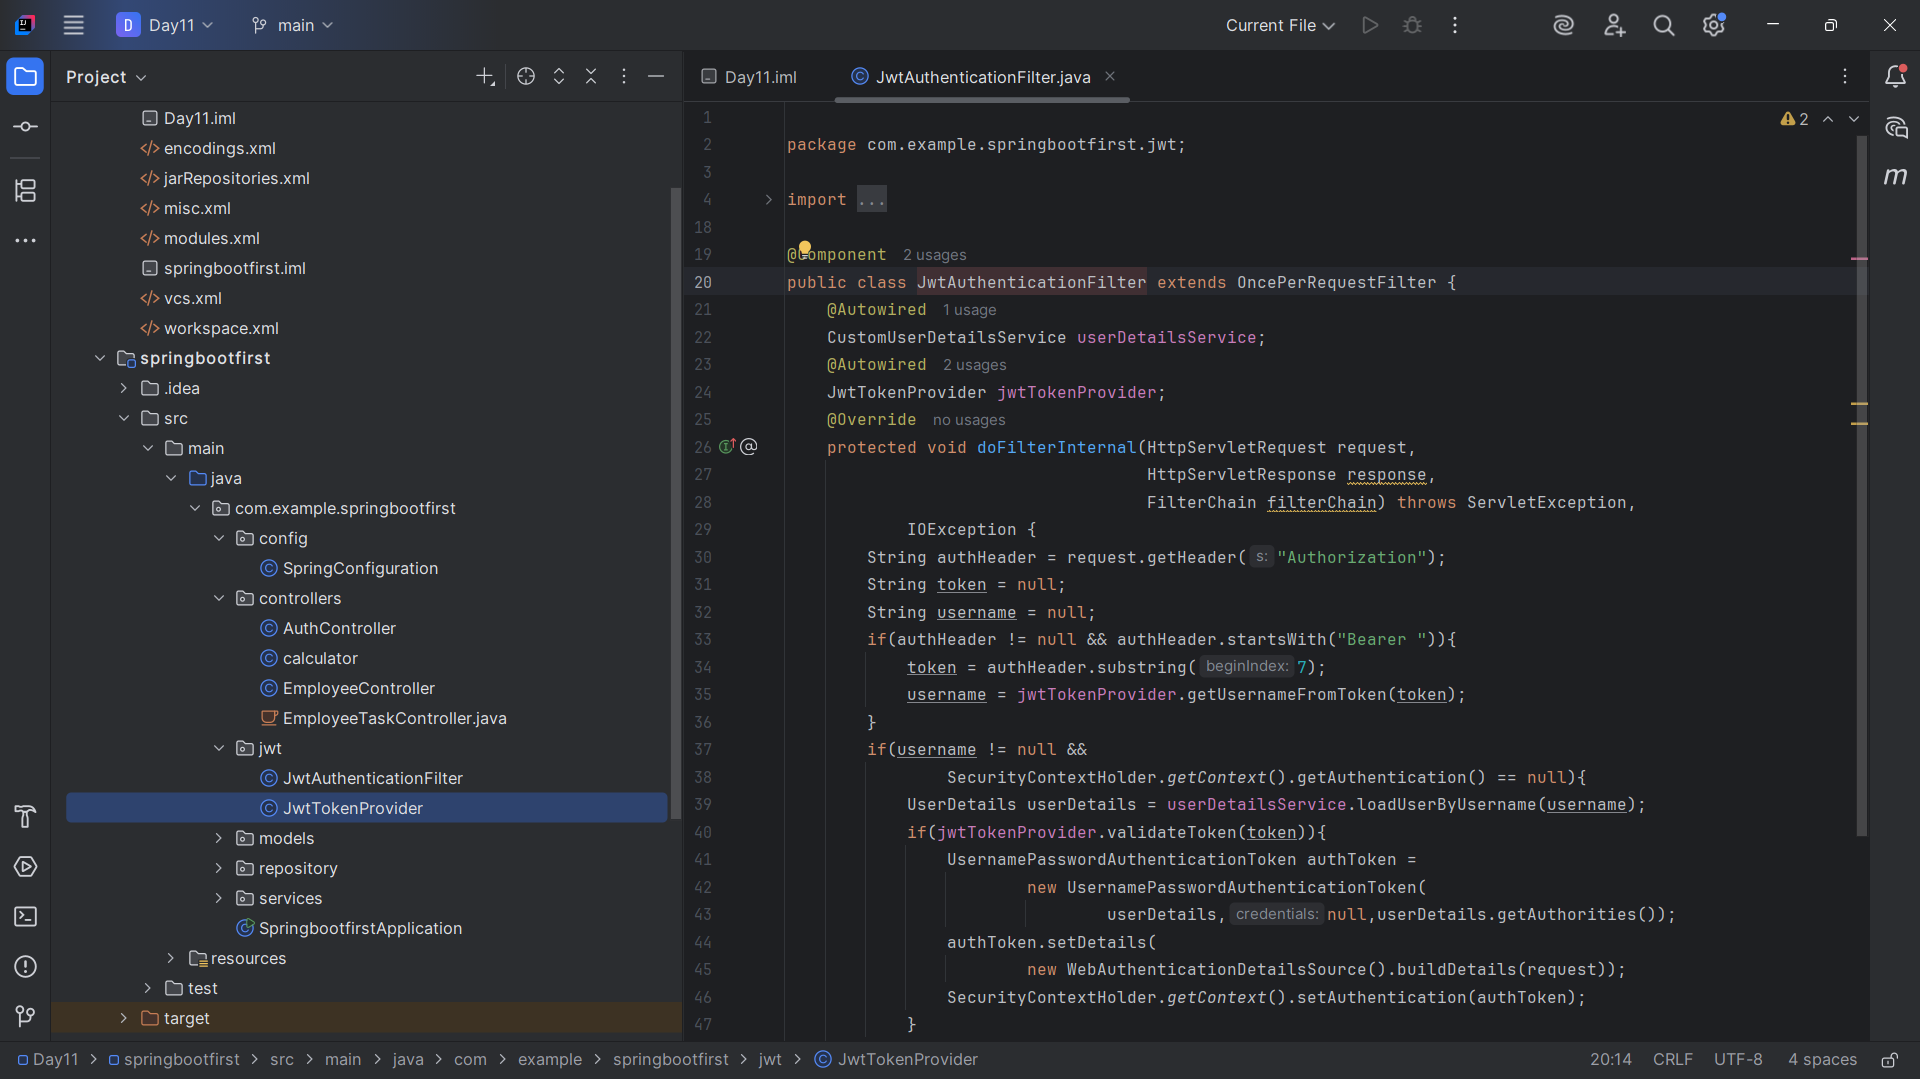 D Day11 main Current File
Project
Day11.iml
encodings.xml
jarRepositories.xml
misc.xml
modules.xml
springbootfirst.iml
vcs.xml
workspace.xml
springbootfirst
.idea
src
main
java
com.example.springbootfirst
config
SpringConfiguration
controllers
AuthController
calculator
EmployeeController
EmployeeTaskController.java
jwt
JwtAuthenticationFilter
JwtTokenProvider
models
repository
services
SpringbootfirstApplication
resources
test
target
Day11.iml JwtAuthenticationFilter.java
2
1
2 package com.example.springbootfirst.jwt;
3
4 import ...
18
19 @Component 2 usages
20 public class JwtAuthenticationFilter extends OncePerRequestFilter {
21 @Autowired 1 usage
22 CustomUserDetailsService userDetailsService;
23 @Autowired 2 usages
24 JwtTokenProvider jwtTokenProvider;
25 @Override no usages
26 protected void doFilterInternal(HttpServletRequest request,
27 HttpServletResponse response,
28 FilterChain filterChain) throws ServletException,
29 IOException {
30 String authHeader = request.getHeader( s: "Authorization");
31 String token = null;
32 String username = null;
33 if(authHeader != null && authHeader.startsWith("Bearer ")){
34 token = authHeader.substring( beginIndex: 7);
35 username = jwtTokenProvider.getUsernameFromToken(token);
36 }
37 if(username != null &&
38 SecurityContextHolder.getContext().getAuthentication() == null){
39 UserDetails userDetails = userDetailsService.loadUserByUsername(username);
40 if(jwtTokenProvider.validateToken(token)){
41 UsernamePasswordAuthenticationToken authToken =
42 new UsernamePasswordAuthenticationToken(
43 userDetails, credentials: null,userDetails.getAuthorities());
44 authToken.setDetails(
45 new WebAuthenticationDetailsSource().buildDetails(request));
46 SecurityContextHolder.getContext().setAuthentication(authToken);
47 }
Day11 > springbootfirst > src > main > java > com > example > springbootfirst > jwt > JwtTokenProvider 20:14 CRLF UTF-8 4 spaces